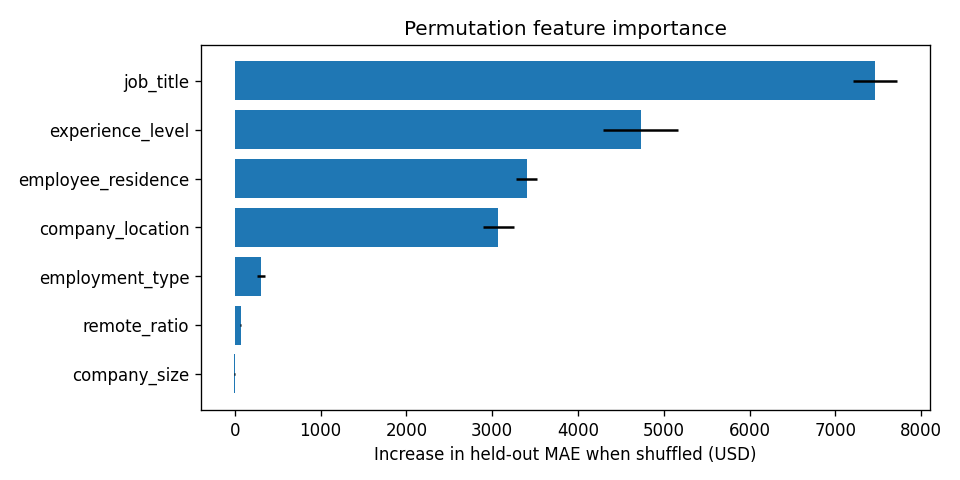 Permutation feature importance
job_title
experience_level
employee_residence
company_location
employment_type
remote_ratio
company_size
0 1000 2000 3000 4000 5000 6000 7000 8000
Increase in held-out MAE when shuffled (USD)